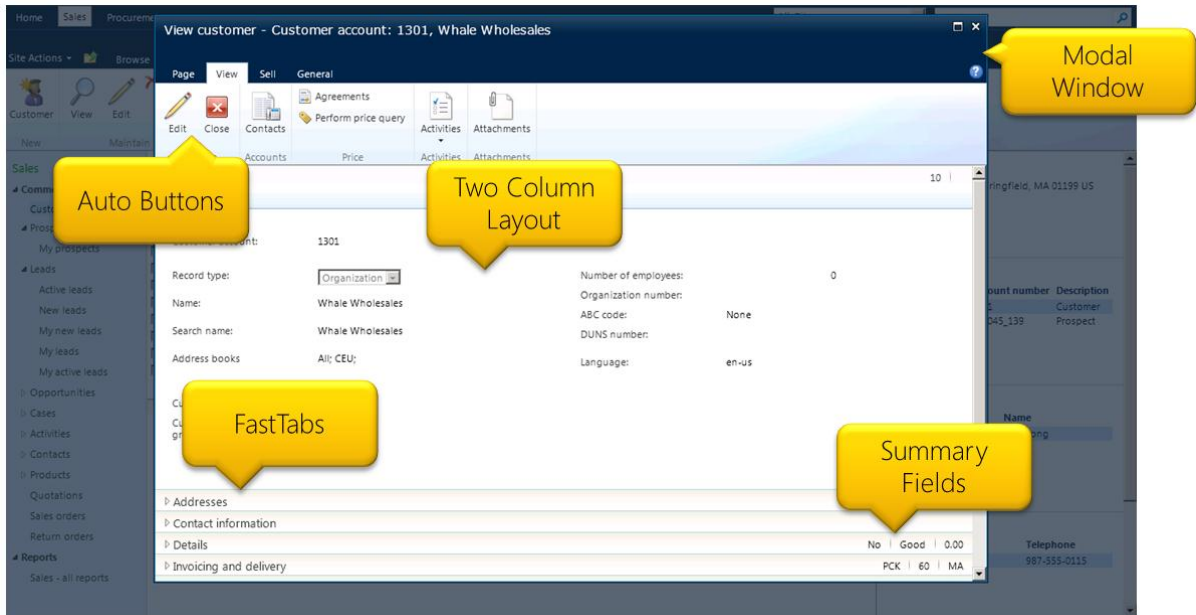 Home Sales Procureme
View customer - Customer account: 1301, Whale Wholesales
Site Actions Browse
Page View Sell General
Modal
Window
Customer View Edit
New Maintain
Edit Close Contacts
Agreements
Perform price query
Activities Attachments
Accounts Price Activities Attachments
Auto Buttons
Two Column
Layout
10
ringfield, MA 01199 US
Sales
My prospects
Leads
Active leads
New leads
My new leads
My leads
My active leads
Opportunities
Cases
Activities
Contacts
Products
Quotations
Sales orders
Return orders
Reports
Sales - all reports
1301
Record type: Organization
Name: Whale Wholesales
Search name: Whale Wholesales
Address books All; CEU;
Number of employees: 0
Organization number:
ABC code: None
DUNS number:
Language: en-us
ount number Description
Customer
045_139 Prospect
Name
FastTabs
Summary
Fields
Addresses
Contact information
Details No Good 0.00
Invoicing and delivery PCK 60 MA
Telephone
987-555-0115